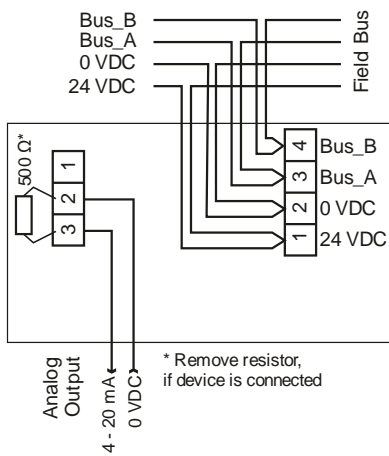 Bus_B
Bus_A
0 VDC
24 VDC
Field Bus
500 Ω*
1
2
3
4
3
2
1
Bus_B
Bus_A
0 VDC
24 VDC
Analog
Output
4 - 20 mA
0 VDC
* Remove resistor,
if device is connected